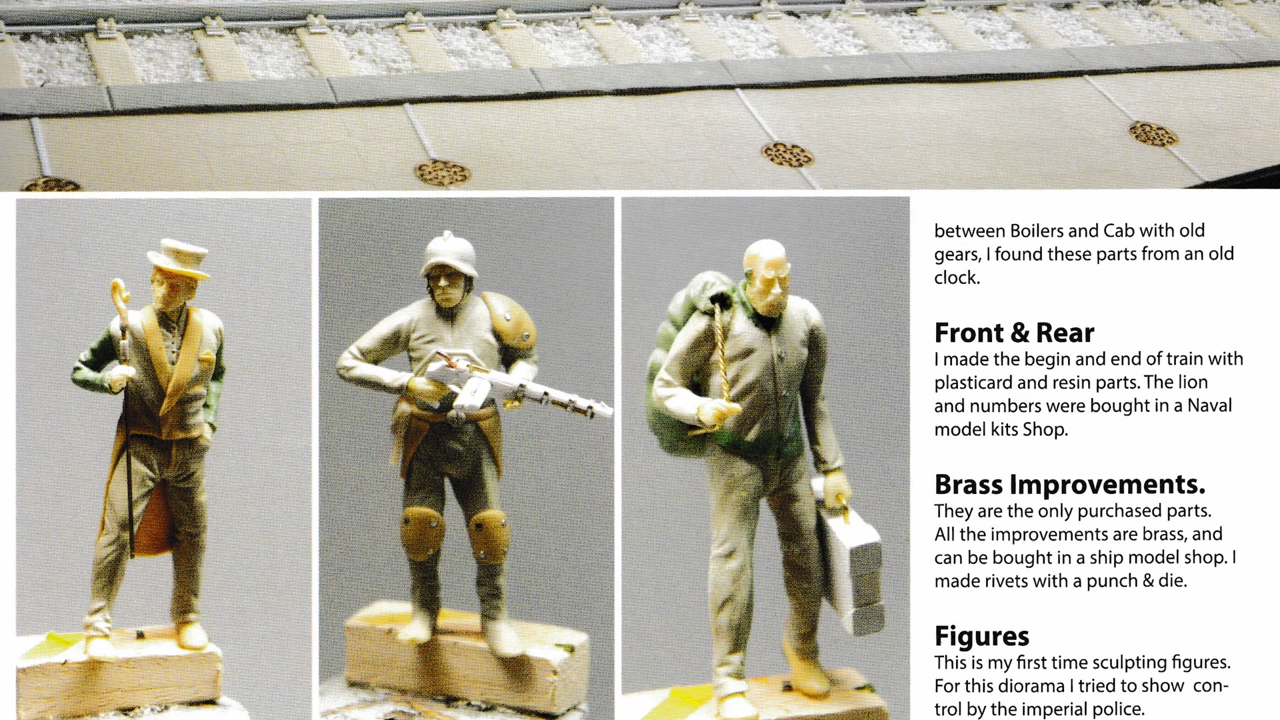 between Boilers and Cab with old
gears, I found these parts from an old
clock.
Front & Rear
I made the begin and end of train with
plasticard and resin parts. The lion
and numbers were bought in a Naval
model kits Shop.
Brass Improvements.
They are the only purchased parts.
All the improvements are brass, and
can be bought in a ship model shop. I
made rivets with a punch & die.
Figures
This is my first time sculpting figures.
For this diorama I tried to show con-
trol by the imperial police.